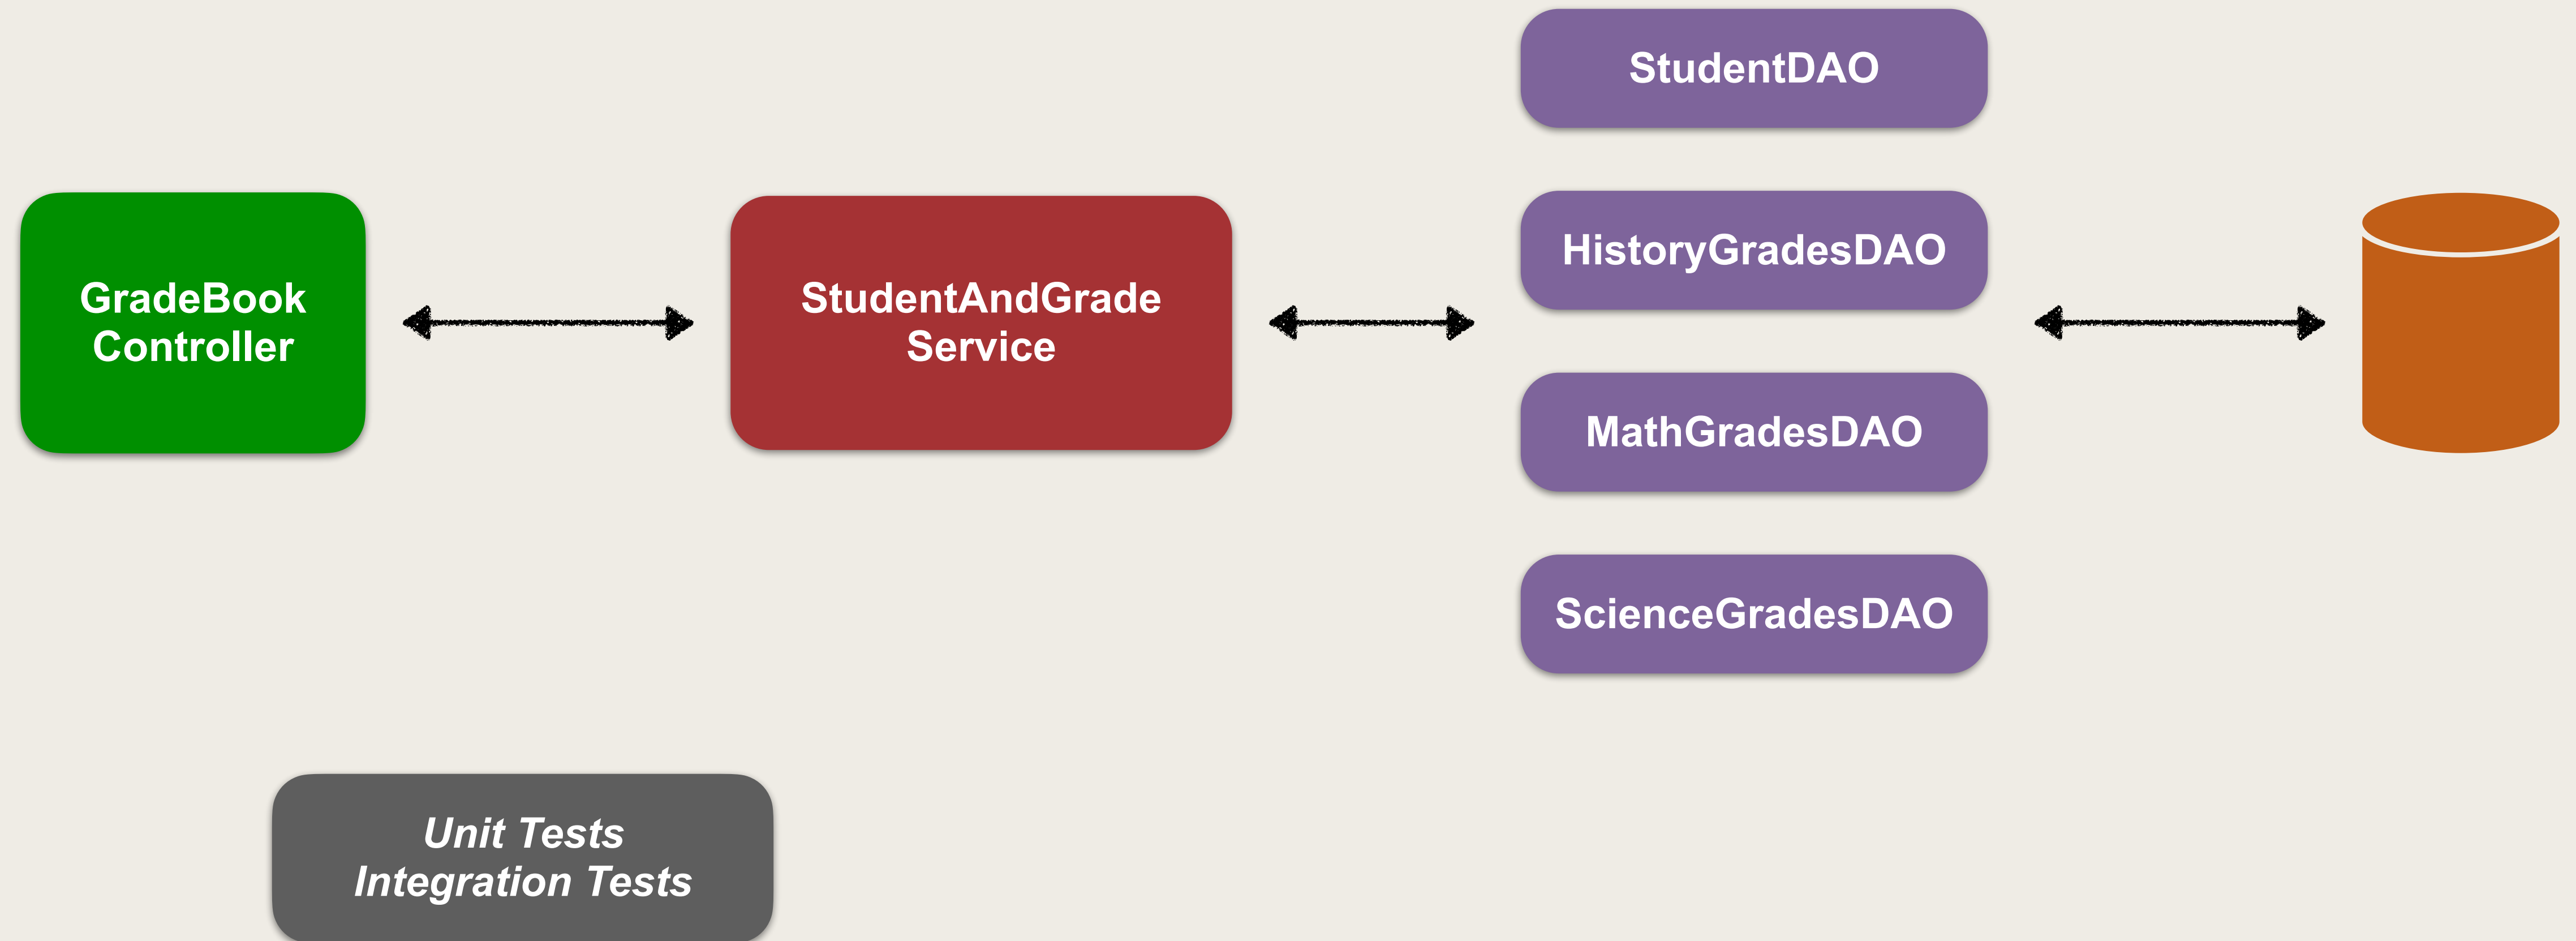 GradeBook
Controller
StudentAndGrade
Service
StudentDAO
HistoryGradesDAO
MathGradesDAO
ScienceGradesDAO
Unit Tests
Integration Tests